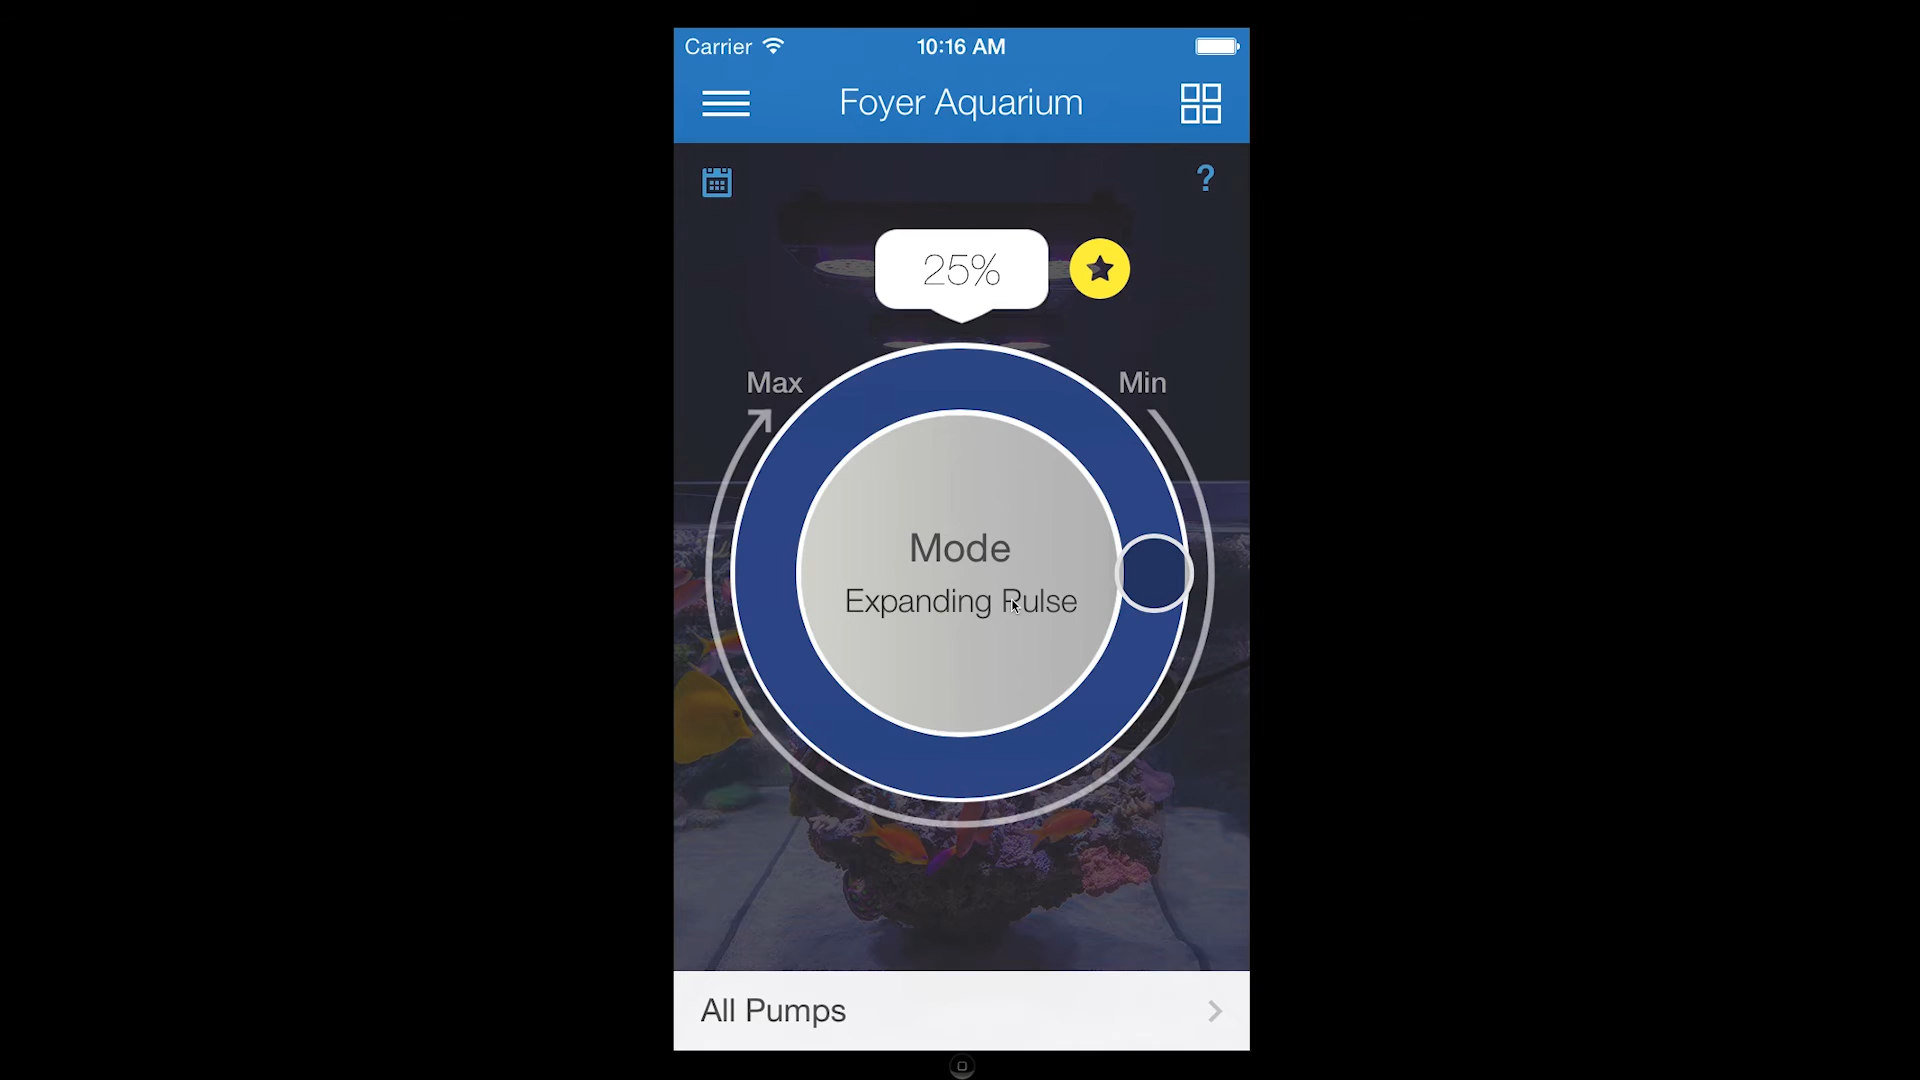 Carrier 10:16 AM
Foyer Aquarium
?
25%
Max
Min
Mode
Expanding Pulse
All Pumps